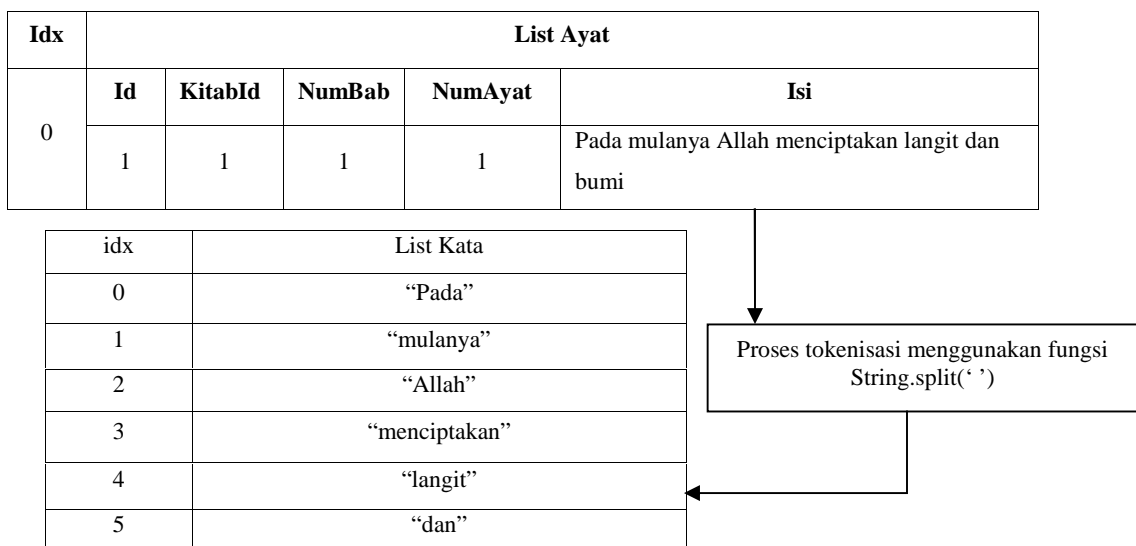 Idx List Ayat
Id KitabId NumBab NumAyat Isi
0
1 1 1 1 Pada mulanya Allah menciptakan langit dan
bumi
idx List Kata
0 “Pada”
1 “mulanya”
2 “Allah”
3 “menciptakan”
4 “langit”
5 “dan”
Proses tokenisasi menggunakan fungsi
String.split(‘ ’)